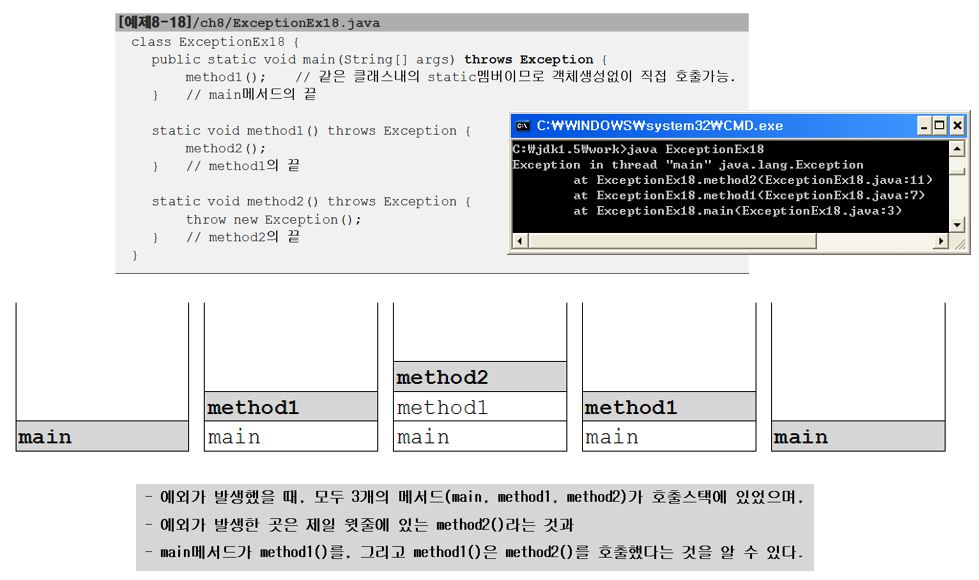 [예제8-18]/ch8/ExceptionEx18.java
class ExceptionEx18 {
public static void main(String[] args) throws Exception {
method1(); // 같은 클래스내의 static멤버이므로 객체생성없이 직접 호출가능.
} // main메서드의 끝
static void method1() throws Exception {
method2();
} // method1의 끝
static void method2() throws Exception {
throw new Exception();
} // method2의 끝
}
C:\WINDOWS\system32\CMD.exe
C:\jdk1.5\work>java ExceptionEx18
Exception in thread "main" java.lang.Exception
at ExceptionEx18.method2(ExceptionEx18.java:11)
at ExceptionEx18.method1(ExceptionEx18.java:7)
at ExceptionEx18.main(ExceptionEx18.java:3)
main
method1
main
method2
method1
main
method1
main
main
- 예외가 발생했을 때, 모두 3개의 메서드(main, method1, method2)가 호출스택에 있었으며,
- 예외가 발생한 곳은 제일 윗줄에 있는 method2()라는 것과
- main메서드가 method1()를, 그리고 method1()은 method2()를 호출했다는 것을 알 수 있다.